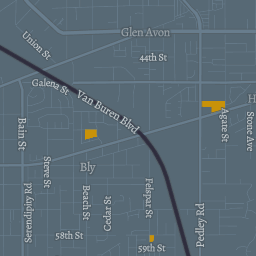 Glen Avon
Union St
44th St
Galena St
Van Buren Blvd
H
Agate St
Stone Ave
Bain St
Steve St
Bly
Serendipity Rd
Beach St
Cedar St
Felspar St
Pedley Rd
58th St
59th St